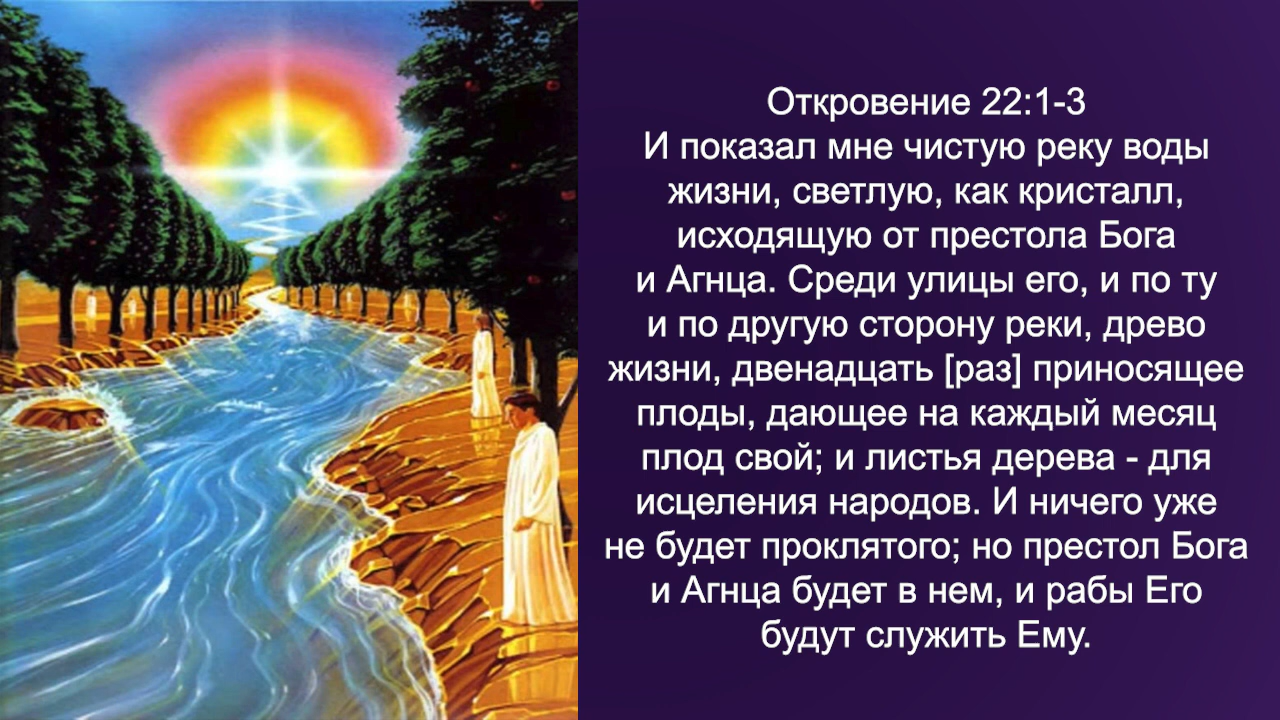 Откровение 22:1-3
И показал мне чистую реку воды
жизни, светлую, как кристалл,
исходящую от престола Бога
и Агнца. Среди улицы его, и по ту
и по другую сторону реки, древо
жизни, двенадцать [раз] приносящее
плоды, дающее на каждый месяц
плод свой; и листья дерева - для
исцеления народов. И ничего уже
не будет проклятого; но престол Бога
и Агнца будет в нем, и рабы Его
будут служить Ему.